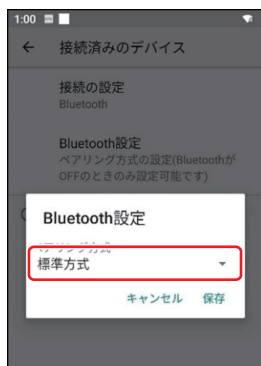 1:00
接続済みのデバイス
接続の設定
Bluetooth
Bluetooth設定
ペアリング方式の設定(Bluetoothが
OFFのときのみ設定可能です)
Bluetooth設定
標準方式
キャンセル 保存